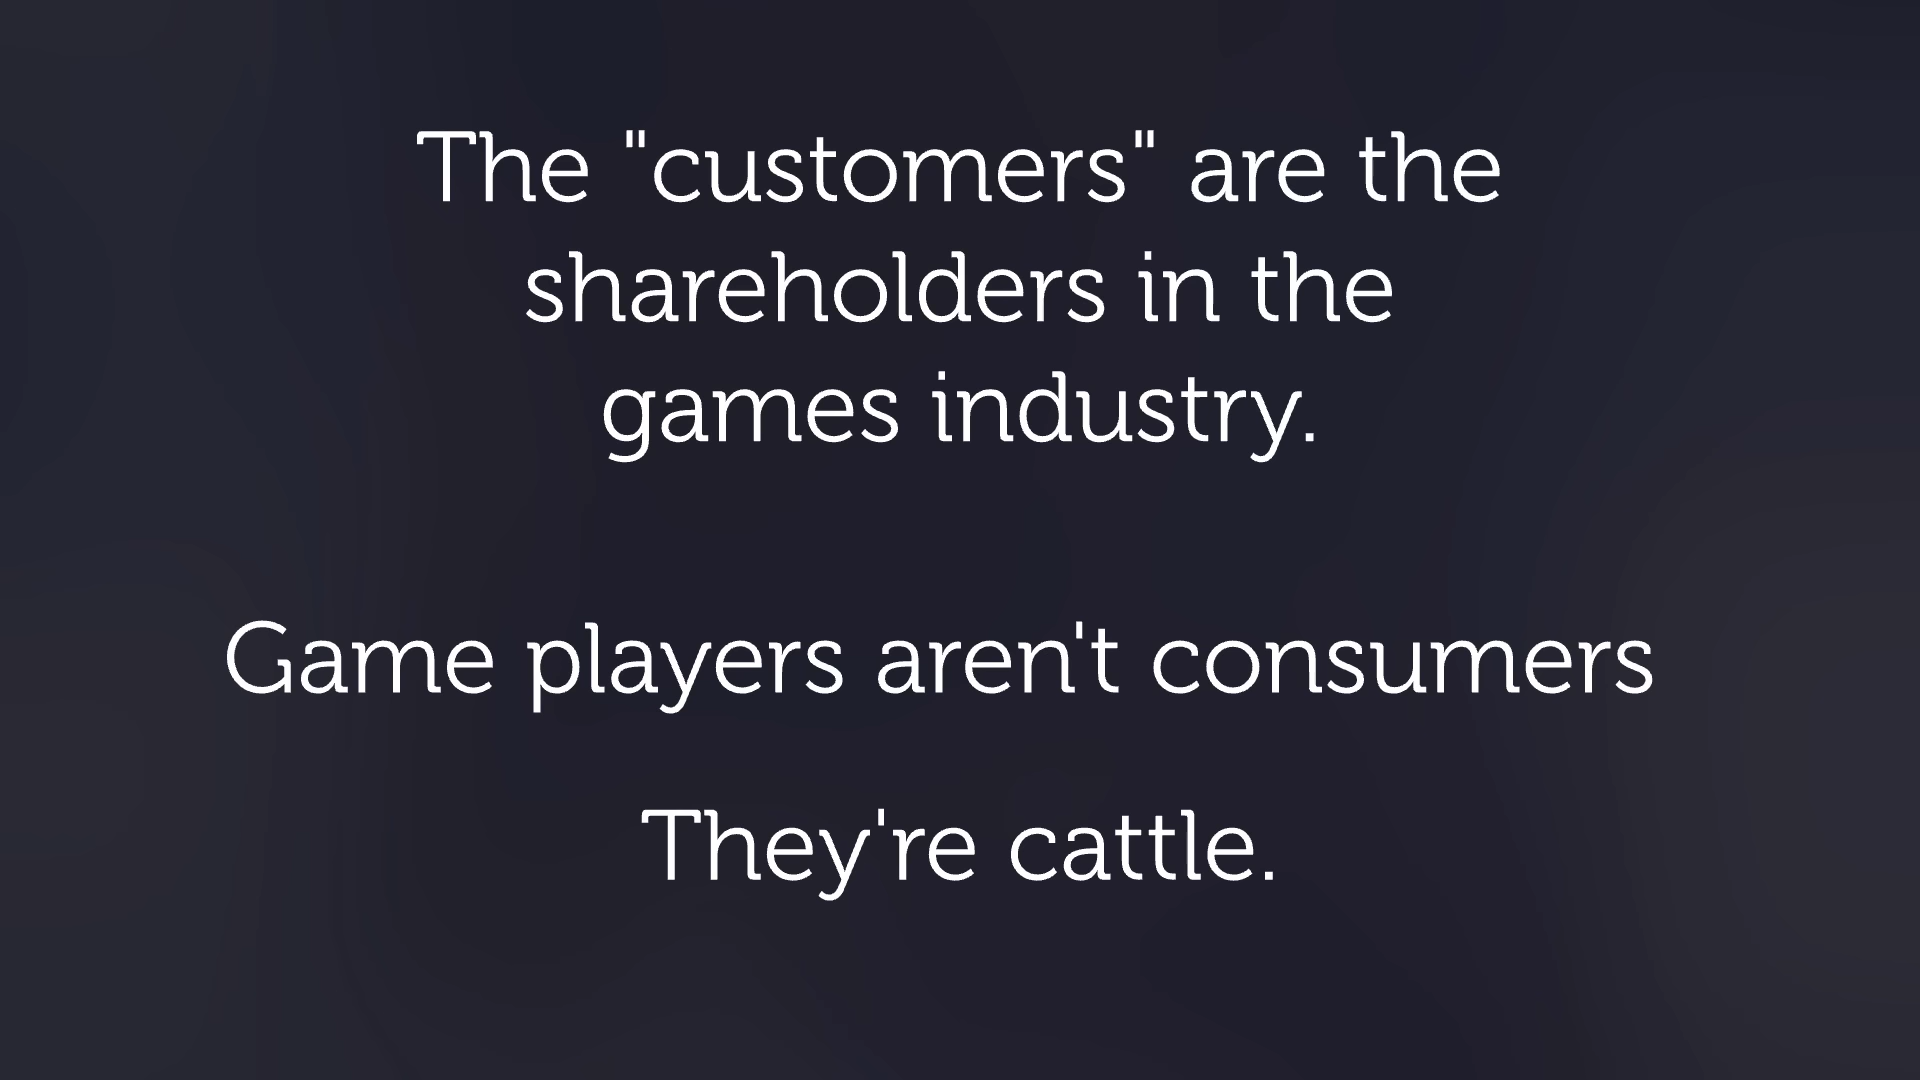 The "customers" are the
shareholders in the
games industry.
Game players aren't consumers
They're cattle.